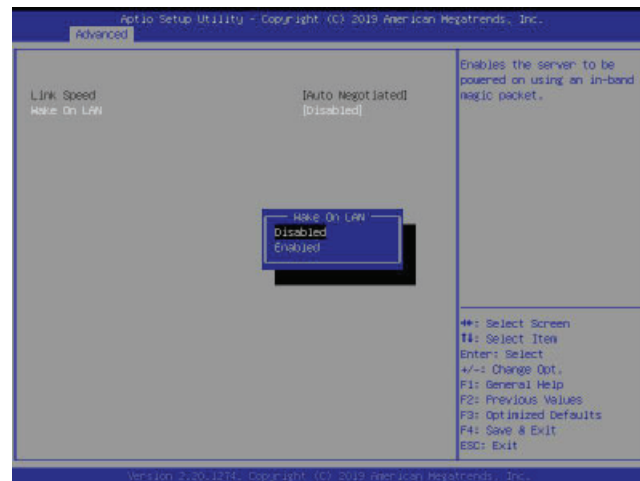 Aptio Setup Utility - Copyright (C) 2019 American Megatrends, Inc.
Advanced
Link Speed [Auto Negotiated]
Wake On LAN [Disabled]
Enables the server to be
powered on using an in-band
magic packet.
Wake On LAN
Disabled
Enabled
→←: Select Screen
↑↓: Select Item
Enter: Select
+/-: Change Opt.
F1: General Help
F2: Previous Values
F3: Optimized Defaults
F4: Save & Exit
ESC: Exit
Version 2.20.1274. Copyright (C) 2019 American Megatrends, Inc.